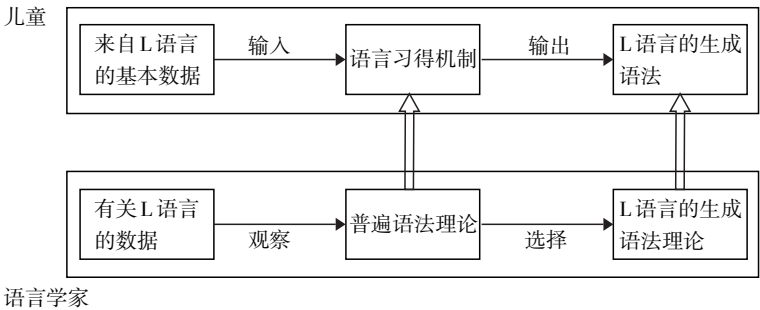 儿童
来自L语言
的基本数据
输入
语言习得机制
输出
L语言的生成
语法
有关L语言
的数据
观察
普遍语法理论
选择
L语言的生成
语法理论
语言学家